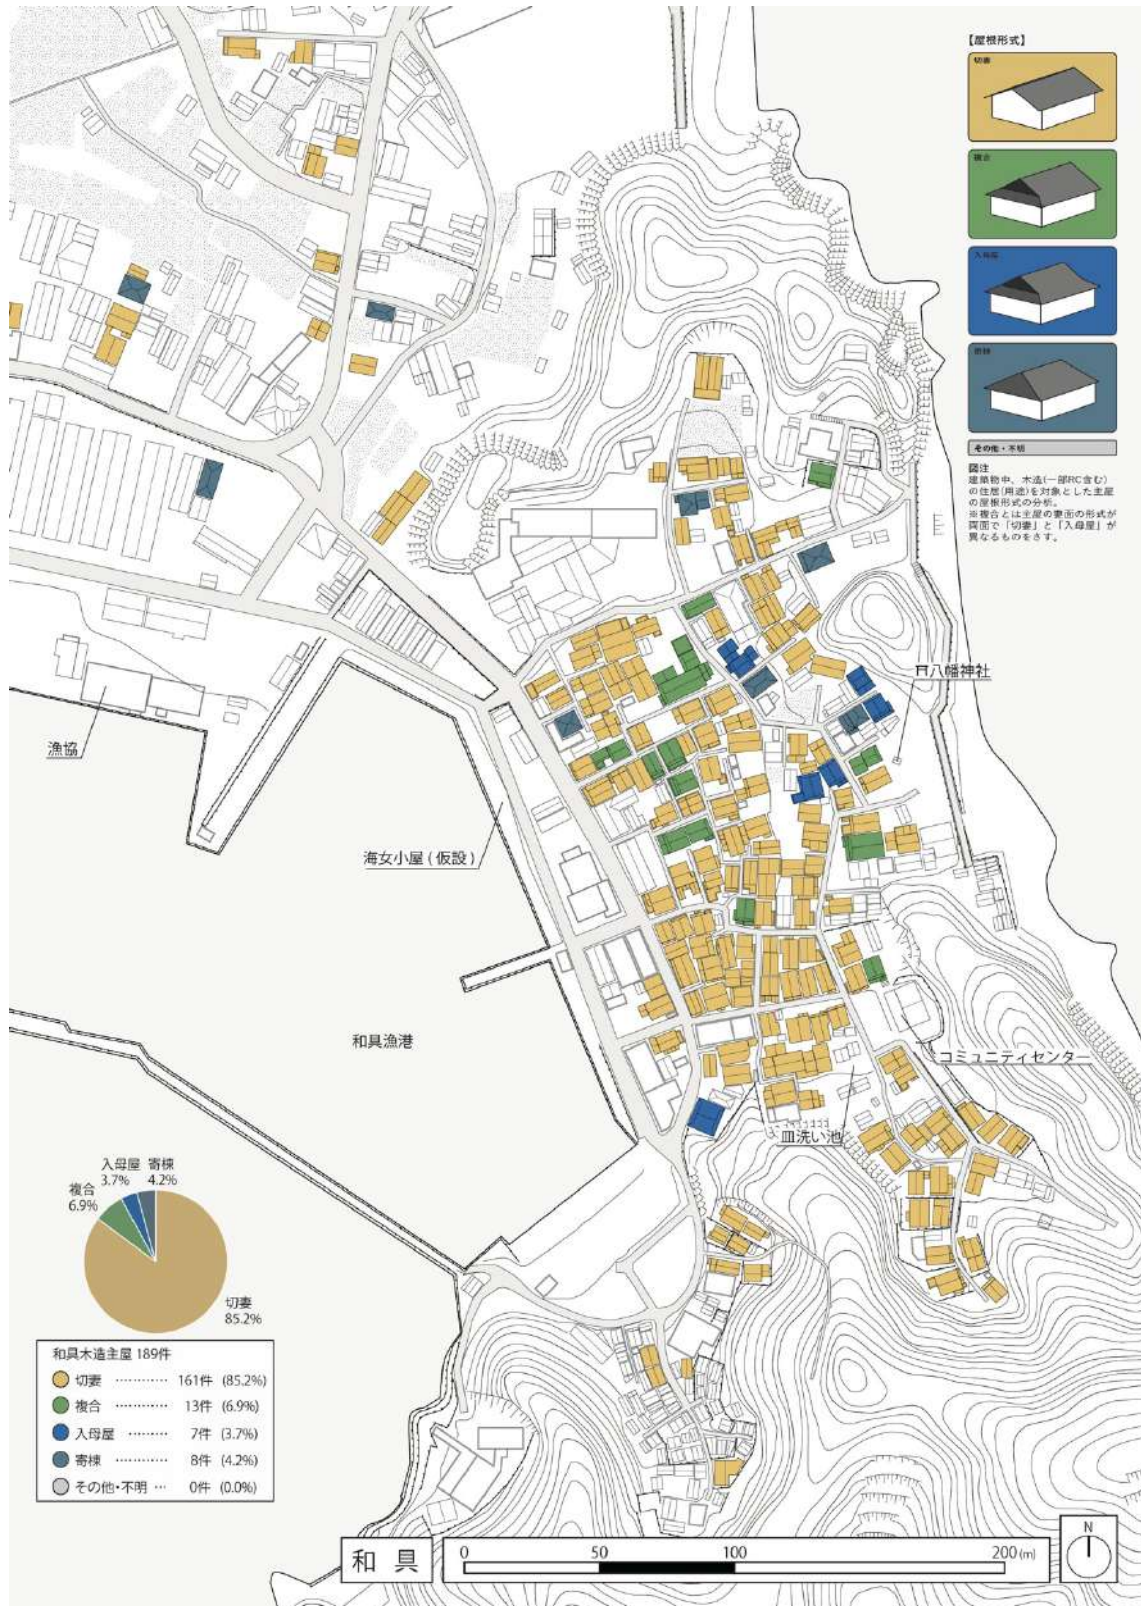 【屋根形式】
切妻
複合
入母屋
寄棟
その他・不明
図注
建築物中、木造(一部RC含む)
の住居(用途)を対象とした主屋
の屋根形式の分析。
※複合とは主屋の妻面の形式が
両面で「切妻」と「入母屋」が
異なるものをさす。
八幡神社
漁協
海女小屋(仮設)
和具漁港
コミュニティセンター
皿洗い池
入母屋 3.7%
寄棟 4.2%
複合 6.9%
切妻 85.2%
和具木造主屋 189件
切妻 ………… 161件 (85.2%)
複合 ………… 13件 (6.9%)
入母屋 ……… 7件 (3.7%)
寄棟 ………… 8件 (4.2%)
その他・不明 … 0件 (0.0%)
和具
0 50 100 200(m)
N